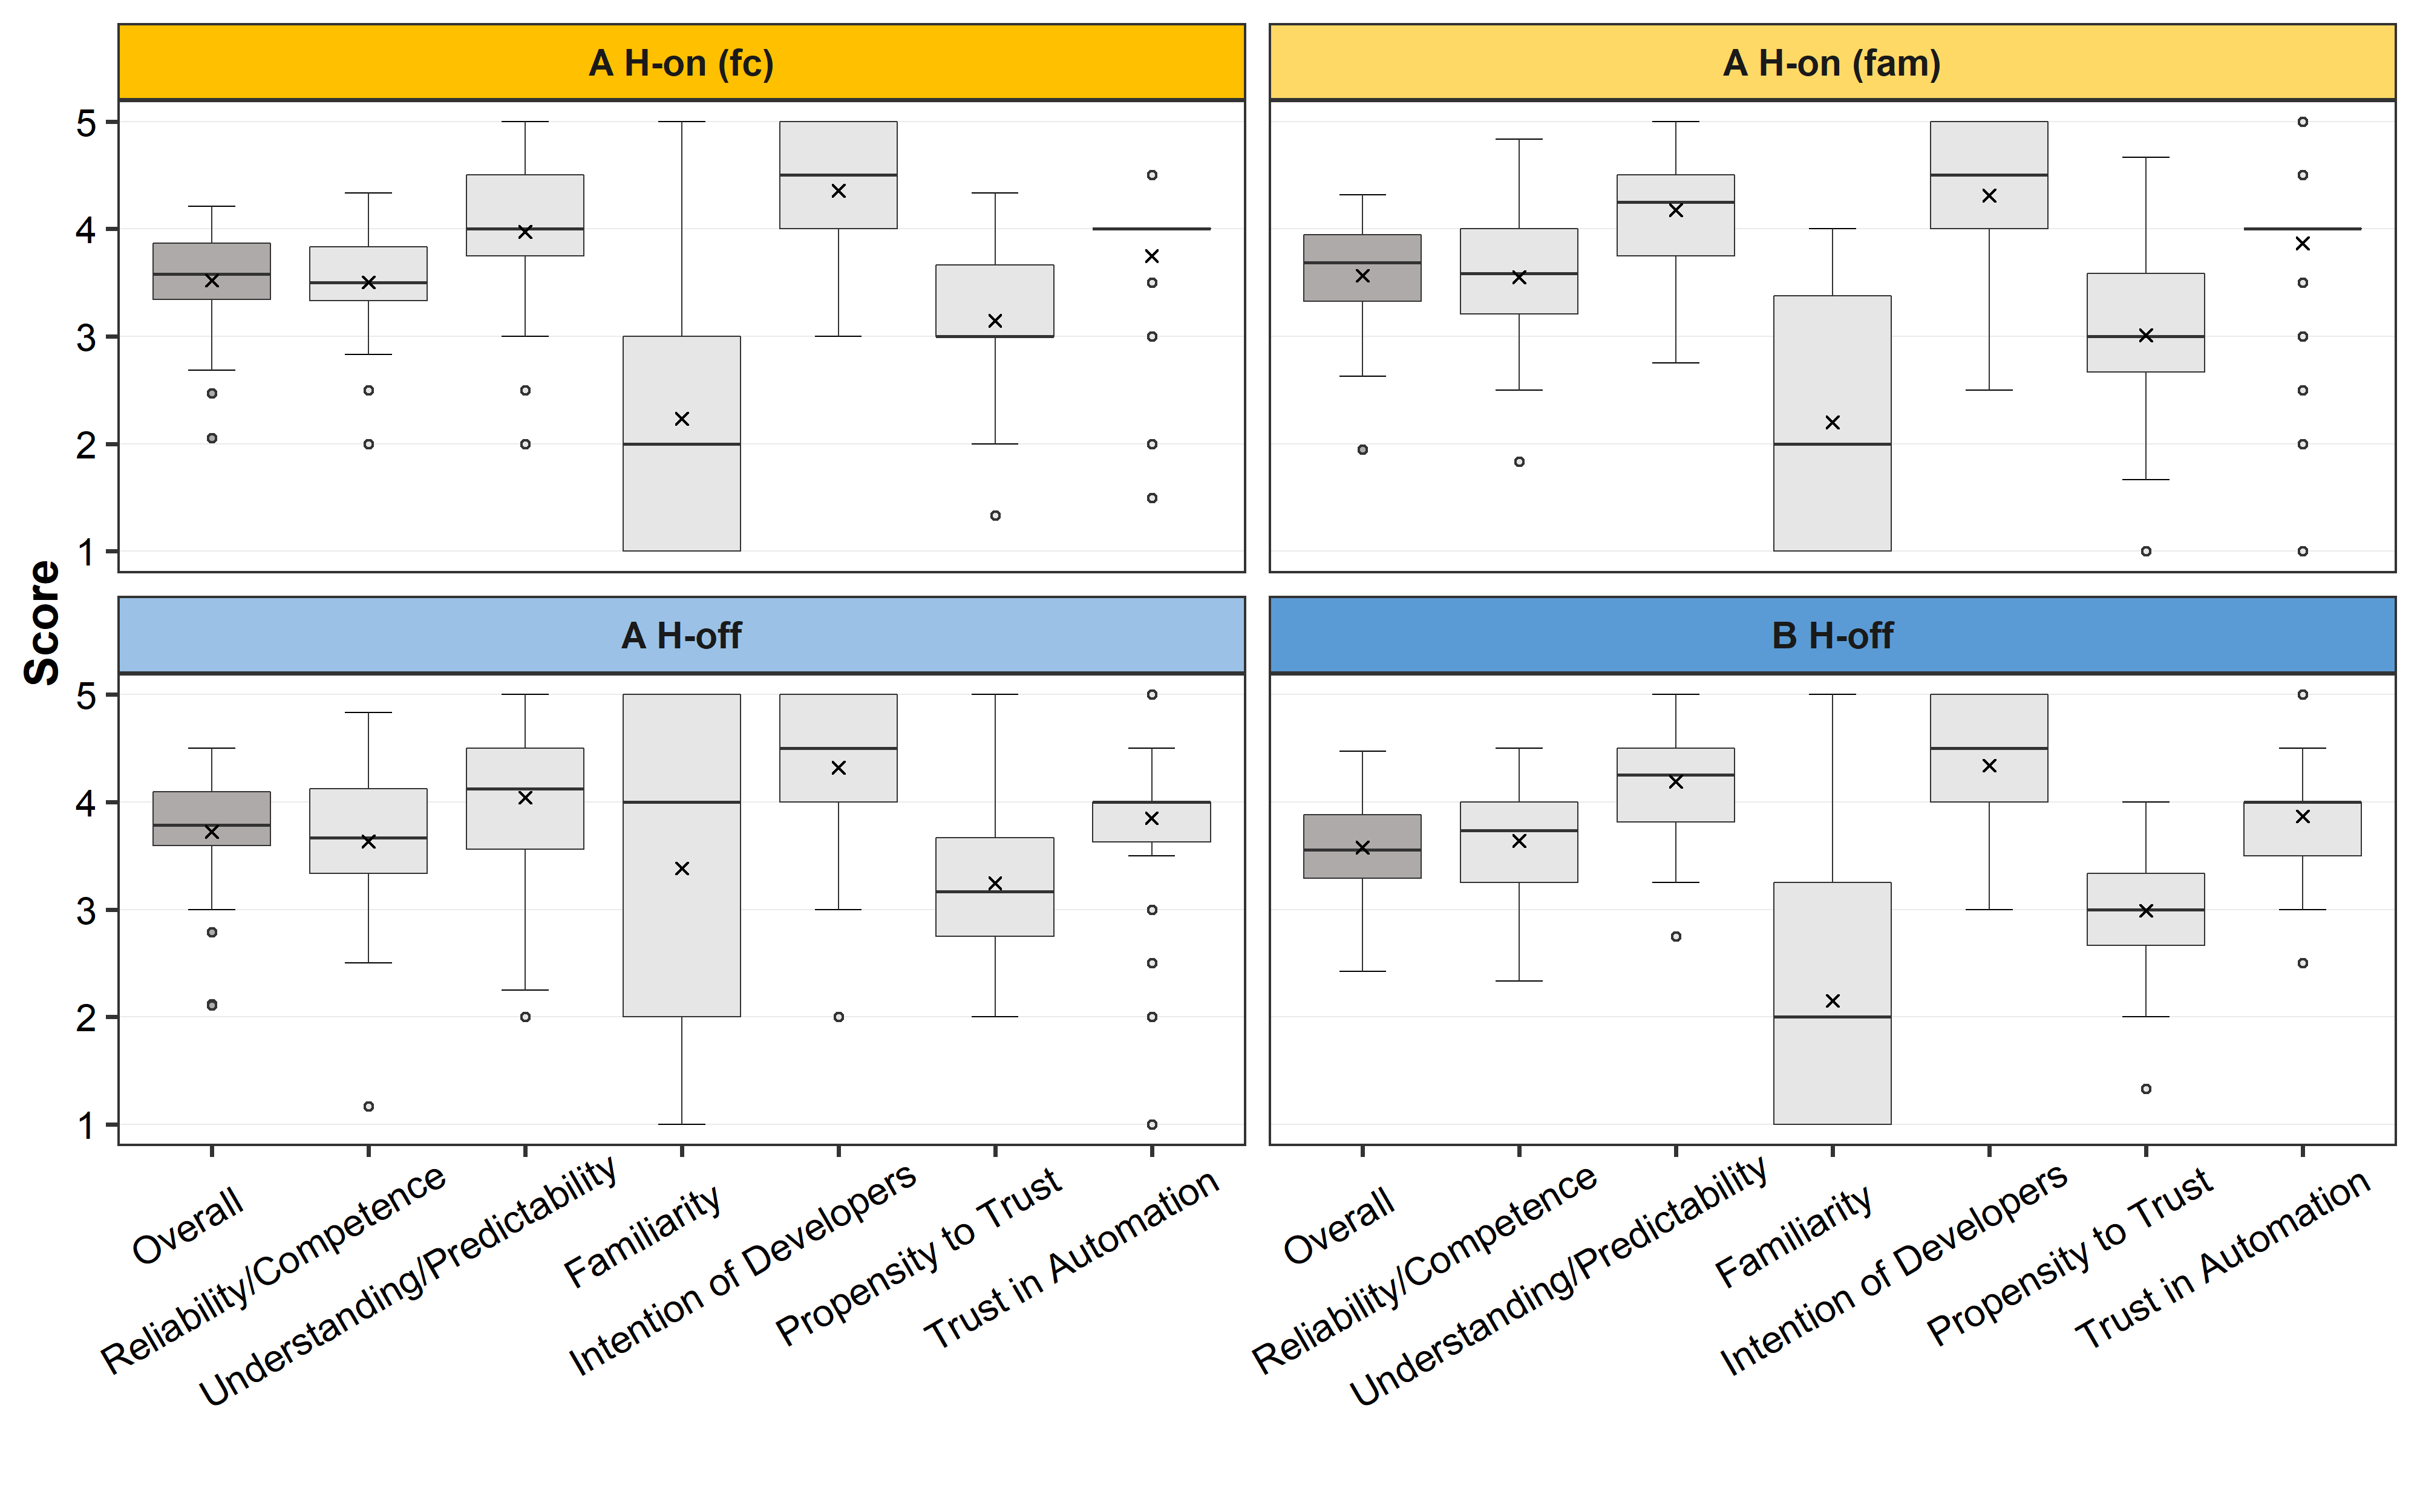 A H-on (fc)
A H-on (fam)
5
4
3
2
1
Score
A H-off
B H-off
5
4
3
2
1
Overall
Reliability/Competence
Understanding/Predictability
Familiarity
Intention of Developers
Propensity to Trust
Trust in Automation
Overall
Reliability/Competence
Understanding/Predictability
Familiarity
Intention of Developers
Propensity to Trust
Trust in Automation